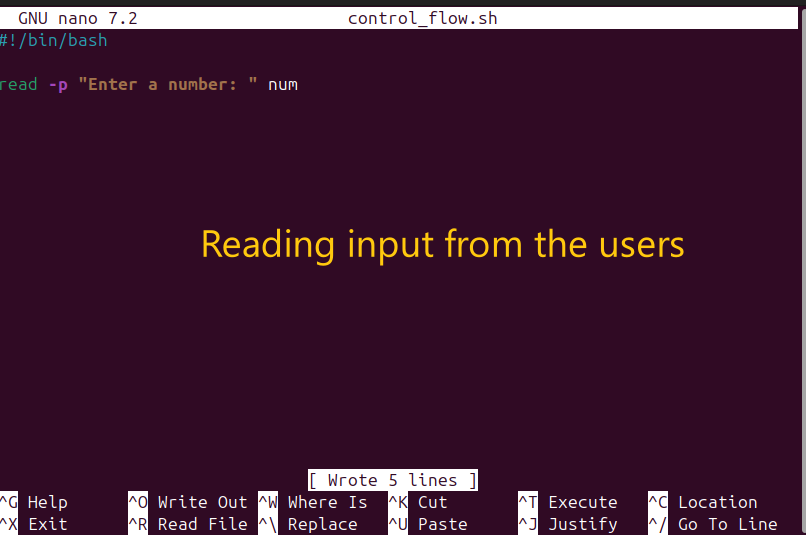 GNU nano 7.2 control_flow.sh
#!/bin/bash
read -p "Enter a number: " num
Reading input from the users
[ Wrote 5 lines ]
^G Help ^O Write Out ^W Where Is ^K Cut ^T Execute ^C Location
^X Exit ^R Read File ^\ Replace ^U Paste ^J Justify ^/ Go To Line